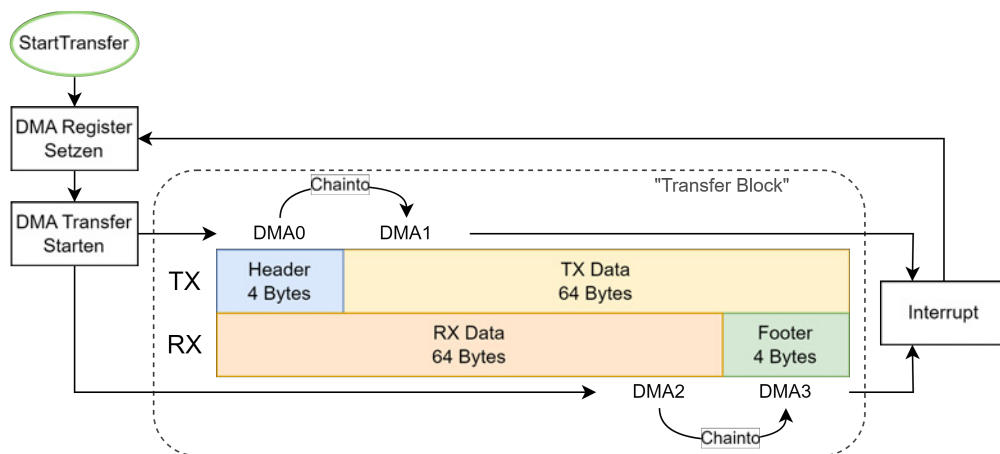 StartTransfer
DMA Register
Setzen
Chainto
"Transfer Block"
DMA Transfer
Starten
DMA0
DMA1
TX
Header
4 Bytes
TX Data
64 Bytes
Interrupt
RX
RX Data
64 Bytes
Footer
4 Bytes
DMA2
DMA3
Chainto